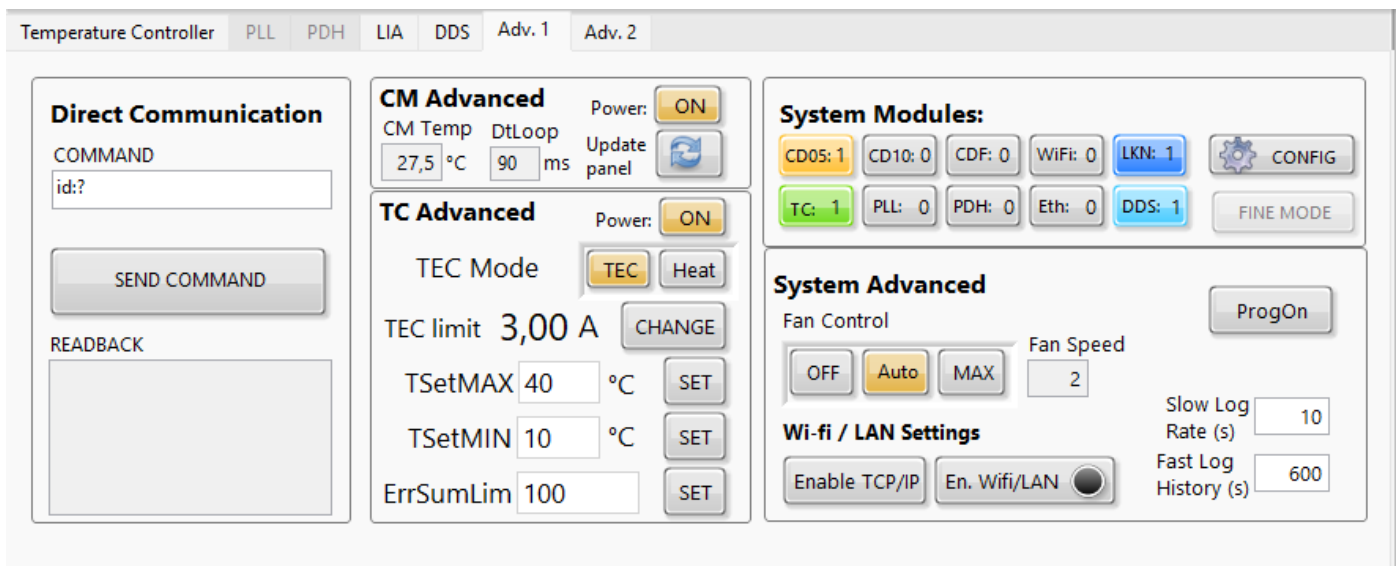 Temperature Controller PLL PDH LIA DDS Adv. 1 Adv. 2
Direct Communication
COMMAND
id:?
SEND COMMAND
READBACK
CM Advanced
Power: ON
CM Temp DtLoop
27,5 °C 90 ms
Update
panel
TC Advanced
Power: ON
TEC Mode TEC Heat
TEC limit 3,00 A CHANGE
TSetMAX 40 °C SET
TSetMIN 10 °C SET
ErrSumLim 100 SET
System Modules:
CD05: 1 CD10: 0 CDF: 0 WiFi: 0 LKN: 1 CONFIG
TC: 1 PLL: 0 PDH: 0 Eth: 0 DDS: 1 FINE MODE
System Advanced
ProgOn
Fan Control
OFF Auto MAX
Fan Speed
2
Wi-fi / LAN Settings
Enable TCP/IP En. Wifi/LAN
Slow Log
Rate (s) 10
Fast Log
History (s) 600